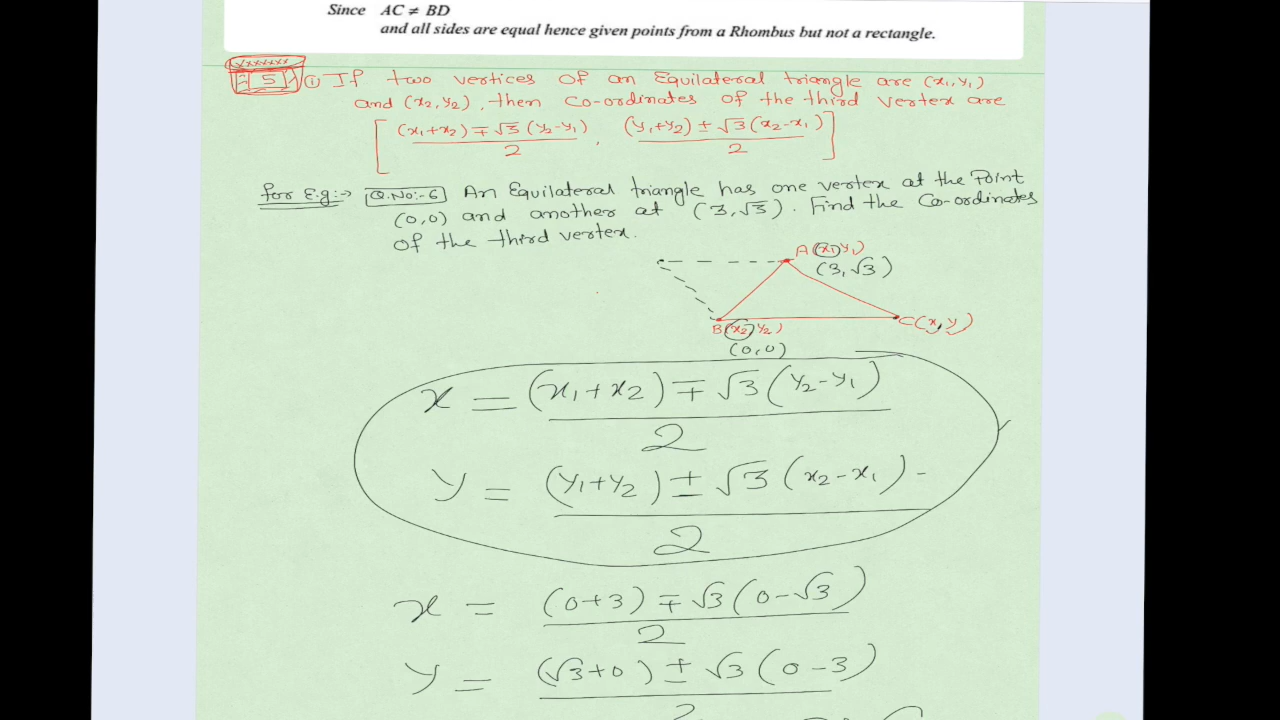 Since AC ≠ BD
and all sides are equal hence given points from a Rhombus but not a rectangle.
5 (i) If two vertices of an Equilateral triangle are (x₁,y₁)
and (x₂,y₂), then Co-ordinates of the third vertex are
[ (x₁+x₂)∓√3(y₂-y₁) / 2 , (y₁+y₂)±√3(x₂-x₁) / 2 ]
for E.g:→ Q.No:-6 An Equilateral triangle has one vertex at the Point
(0,0) and another at (3,√3). Find the Co-ordinates
of the third vertex.
A(x₁,y₁)
(3,√3)
B(x₂,y₂) C(x,y)
(0,0)
x = (x₁+x₂)∓√3(y₂-y₁) / 2
y = (y₁+y₂)±√3(x₂-x₁) / 2
x = (0+3)∓√3(0-√3) / 2
y = (√3+0)±√3(0-3) / 2